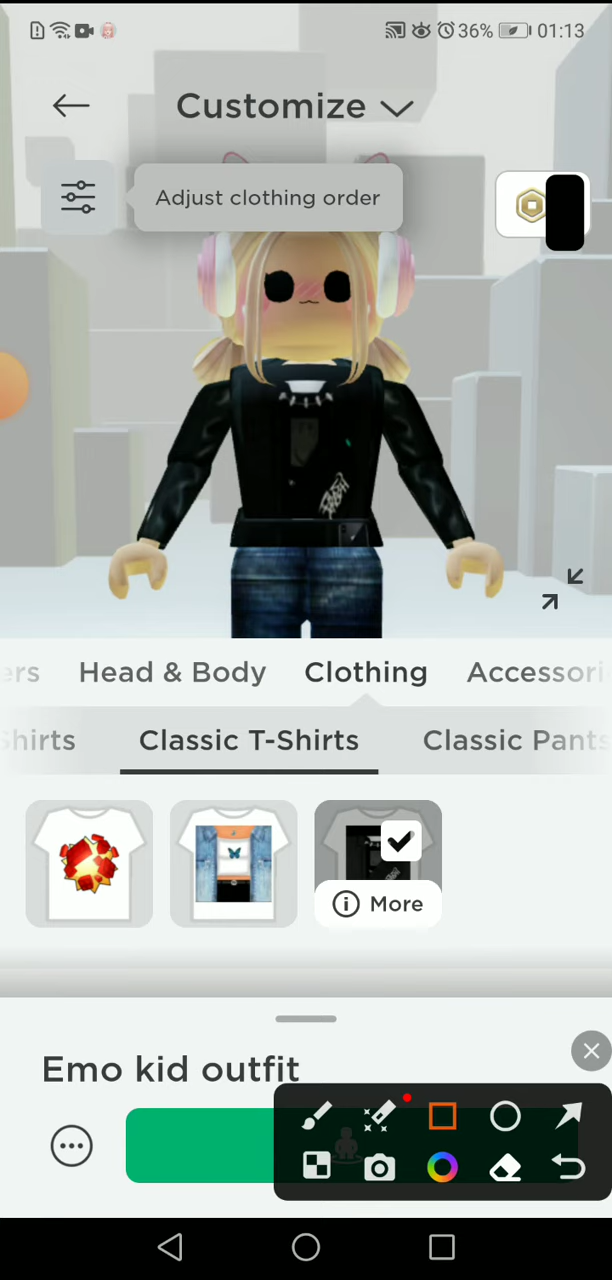 36% 01:13
Customize
Adjust clothing order
ers Head & Body Clothing Accessori
Shirts Classic T-Shirts Classic Pants
More
Emo kid outfit